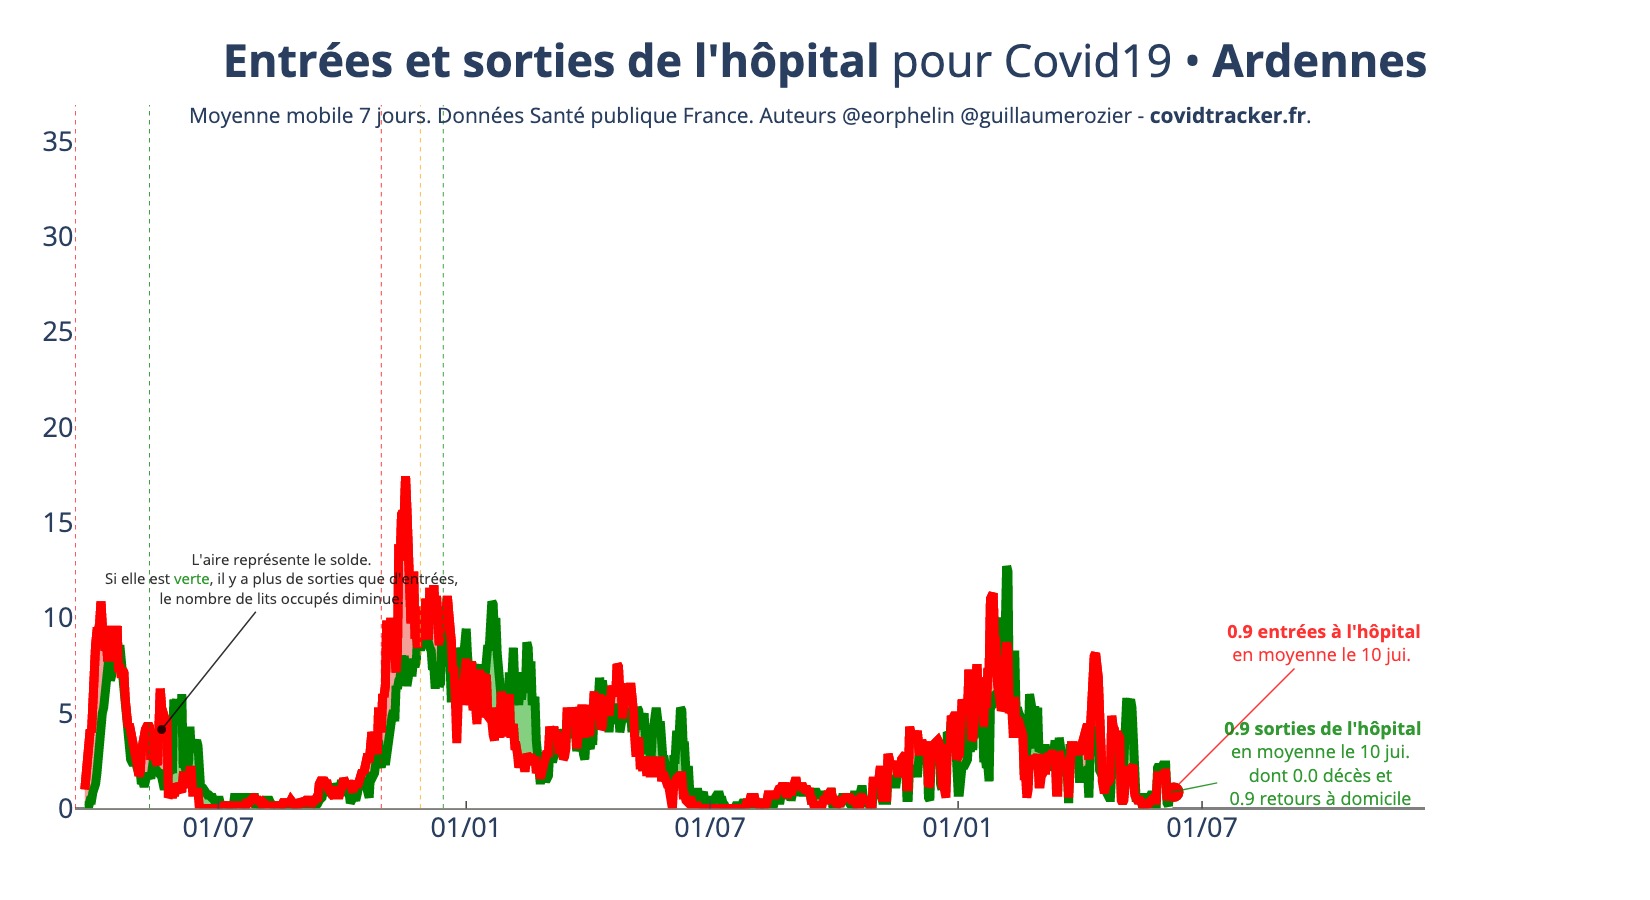 Entrées et sorties de l'hôpital pour Covid19 • Ardennes
Moyenne mobile 7 jours. Données Santé publique France. Auteurs @eorphelin @guillaumerozier - covidtracker.fr.
35
30
25
20
15
10
5
0
L'aire représente le solde.
Si elle est verte, il y a plus de sorties que d'entrées,
le nombre de lits occupés diminue.
0.9 entrées à l'hôpital
en moyenne le 10 jui.
0.9 sorties de l'hôpital
en moyenne le 10 jui.
dont 0.0 décès et
0.9 retours à domicile
01/07
01/01
01/07
01/01
01/07